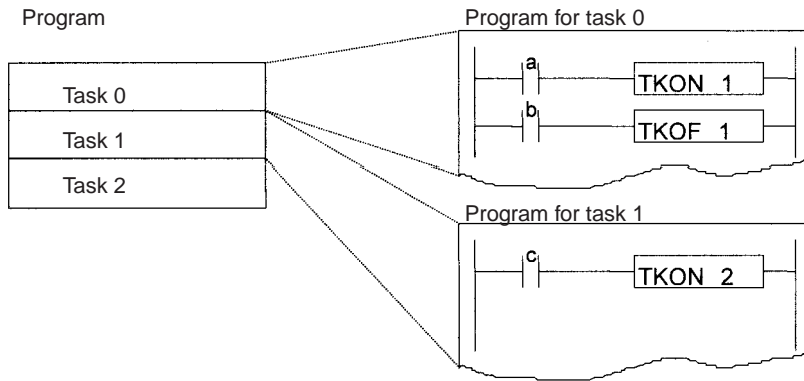 Program
Task 0
Task 1
Task 2
Program for task 0
a
TKON 1
b
TKOF 1
Program for task 1
c
TKON 2